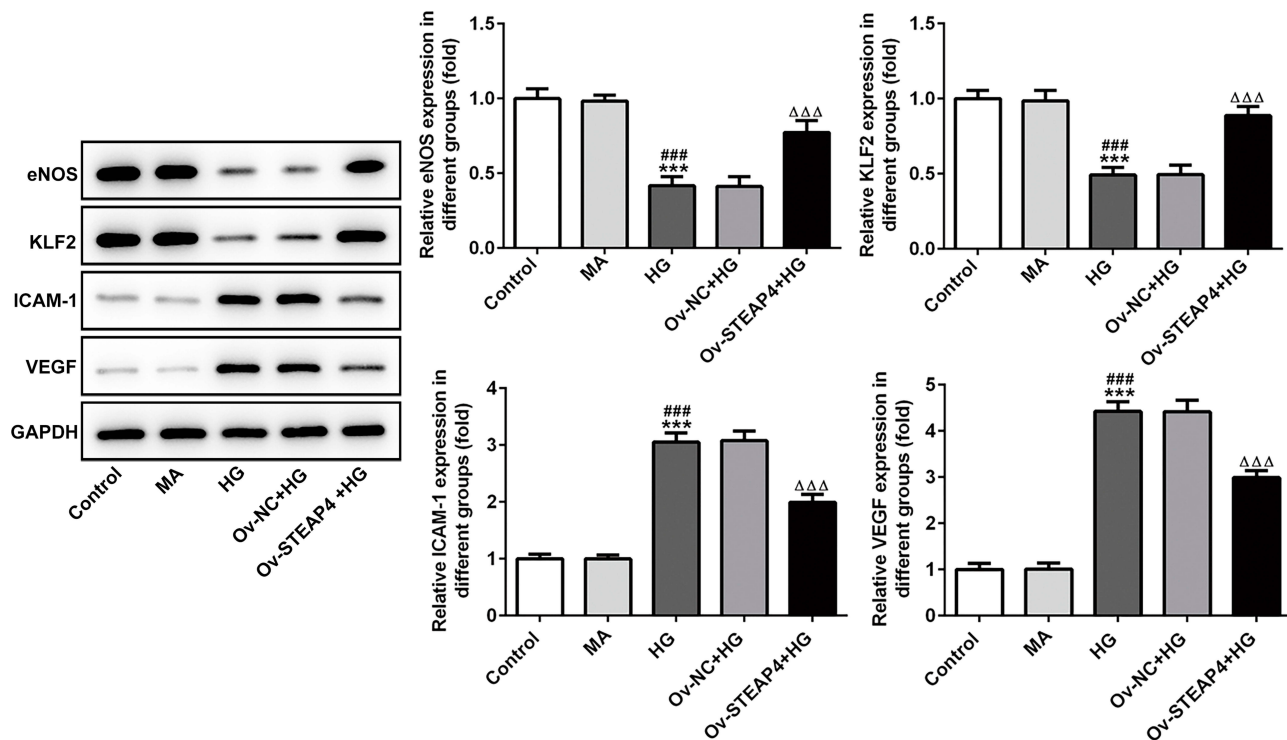 eNOS
KLF2
ICAM-1
VEGF
GAPDH
Control
MA
HG
Ov-NC+HG
Ov-STEAP4 +HG
Relative eNOS expression in
different groups (fold)
1.5
1.0
0.5
0.0
###
***
ΔΔΔ
Control
MA
HG
Ov-NC+HG
Ov-STEAP4+HG
Relative KLF2 expression in
different groups (fold)
1.5
1.0
0.5
0.0
###
***
ΔΔΔ
Control
MA
HG
Ov-NC+HG
Ov-STEAP4+HG
Relative ICAM-1 expression in
different groups (fold)
4
3
2
1
0
###
***
ΔΔΔ
Control
MA
HG
Ov-NC+HG
Ov-STEAP4+HG
Relative VEGF expression in
different groups (fold)
5
4
3
2
1
0
###
***
ΔΔΔ
Control
MA
HG
Ov-NC+HG
Ov-STEAP4+HG